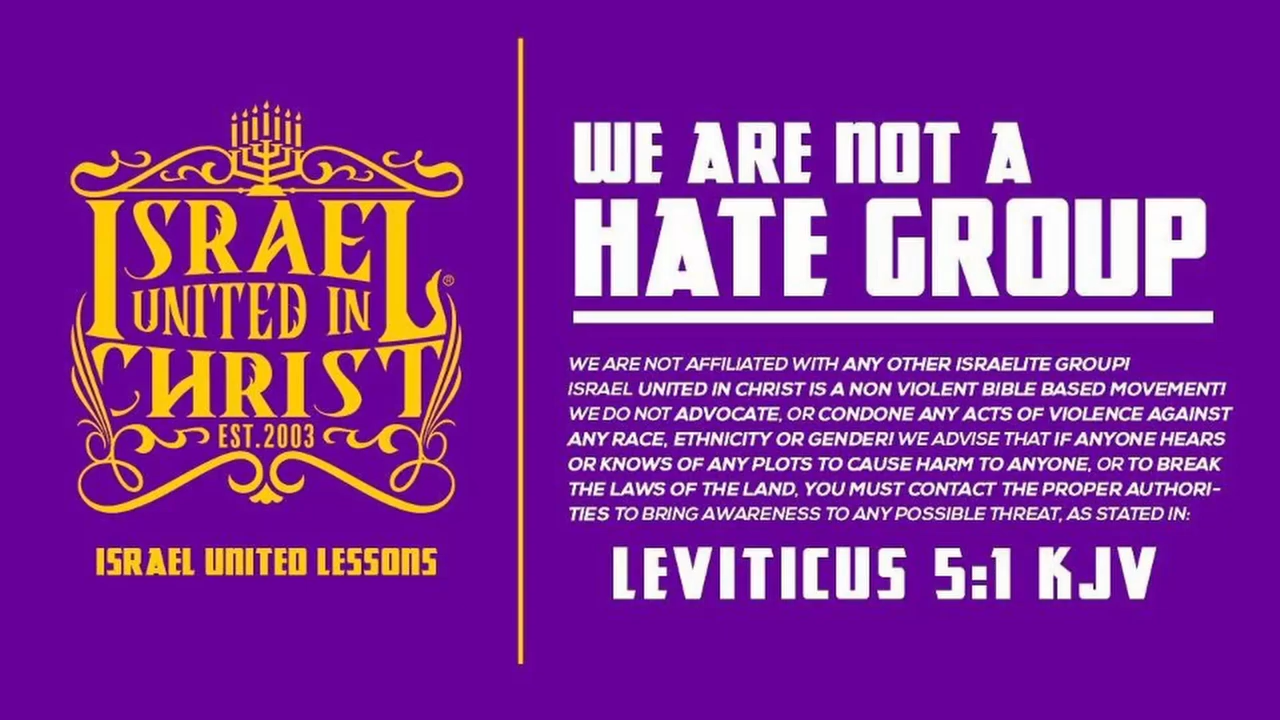 ISRAEL
UNITED IN
CHRIST
®
EST.2003
ISRAEL UNITED LESSONS
WE ARE NOT A
HATE GROUP
WE ARE NOT AFFILIATED WITH ANY OTHER ISRAELITE GROUP!
ISRAEL UNITED IN CHRIST IS A NON VIOLENT BIBLE BASED MOVEMENT!
WE DO NOT ADVOCATE, OR CONDONE ANY ACTS OF VIOLENCE AGAINST
ANY RACE, ETHNICITY OR GENDER! WE ADVISE THAT IF ANYONE HEARS
OR KNOWS OF ANY PLOTS TO CAUSE HARM TO ANYONE, OR TO BREAK
THE LAWS OF THE LAND, YOU MUST CONTACT THE PROPER AUTHORI-
TIES TO BRING AWARENESS TO ANY POSSIBLE THREAT, AS STATED IN:
LEVITICUS 5:1 KJV